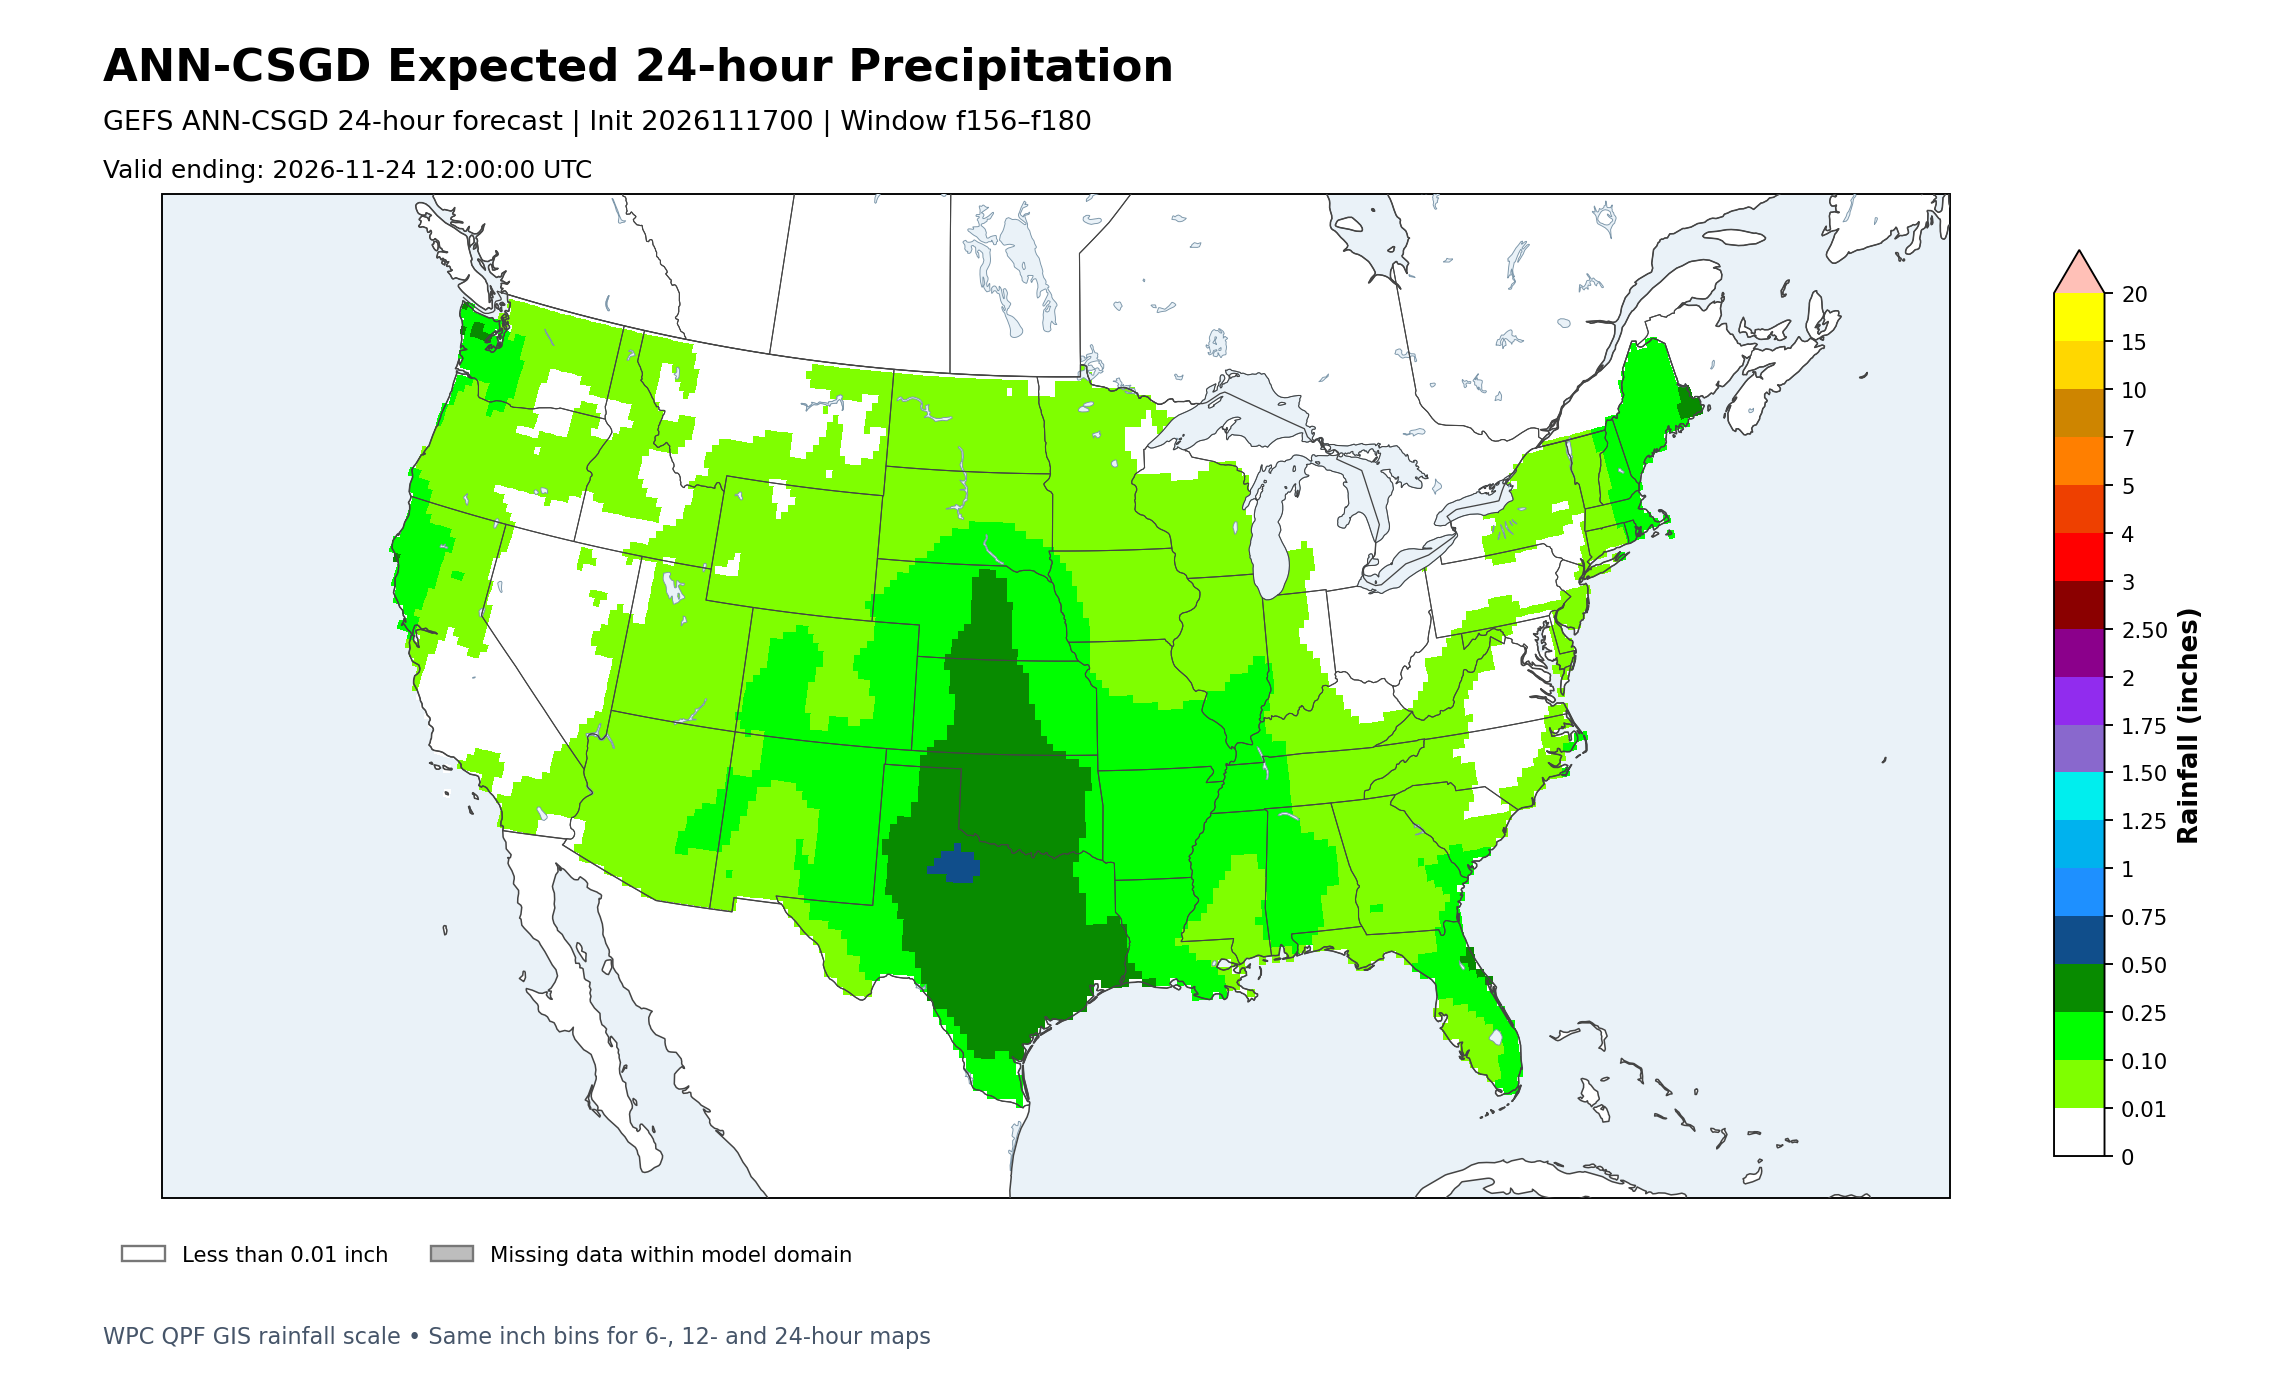 ANN-CSGD Expected 24-hour Precipitation
GEFS ANN-CSGD 24-hour forecast | Init 2026111700 | Window f156–f180
Valid ending: 2026-11-24 12:00:00 UTC
20
15
10
7
5
4
3
2.50
2
1.75
1.50
1.25
1
0.75
0.50
0.25
0.10
0.01
0
Rainfall (inches)
Less than 0.01 inch
Missing data within model domain
WPC QPF GIS rainfall scale • Same inch bins for 6-, 12- and 24-hour maps